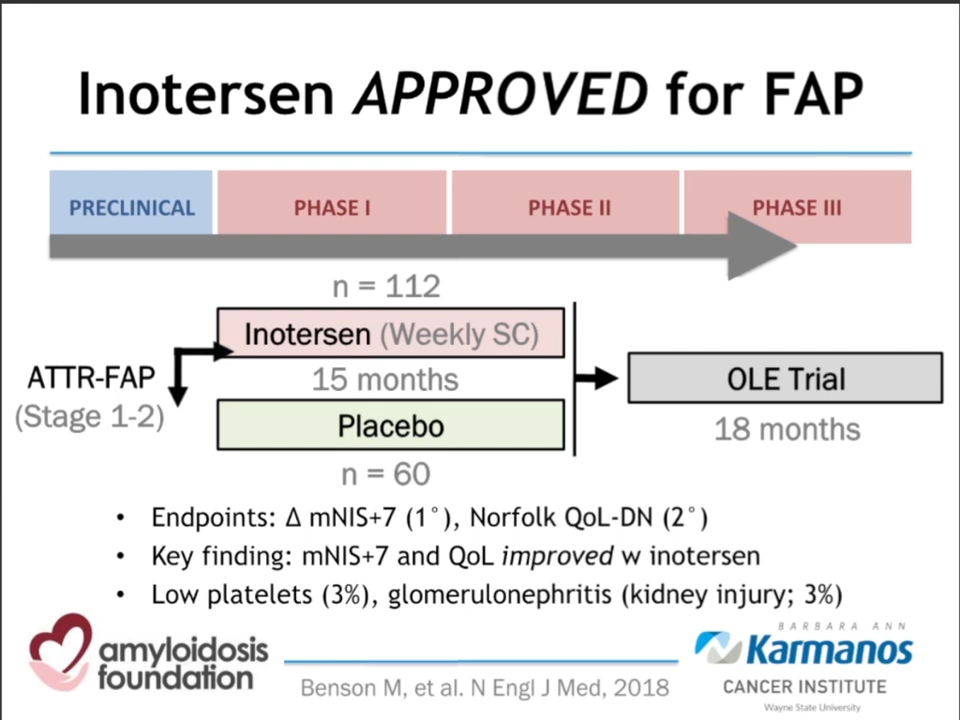 Inotersen APPROVED for FAP
PRECLINICAL
PHASE I
PHASE II
PHASE III
n = 112
Inotersen (Weekly SC)
ATTR-FAP
(Stage 1-2)
15 months
Placebo
n = 60
OLE Trial
18 months
• Endpoints: Δ mNIS+7 (1°), Norfolk QoL-DN (2°)
• Key finding: mNIS+7 and QoL improved w inotersen
• Low platelets (3%), glomerulonephritis (kidney injury; 3%)
amyloidosis
foundation
Benson M, et al. N Engl J Med, 2018
BARBARA ANN
Karmanos
CANCER INSTITUTE
Wayne State University